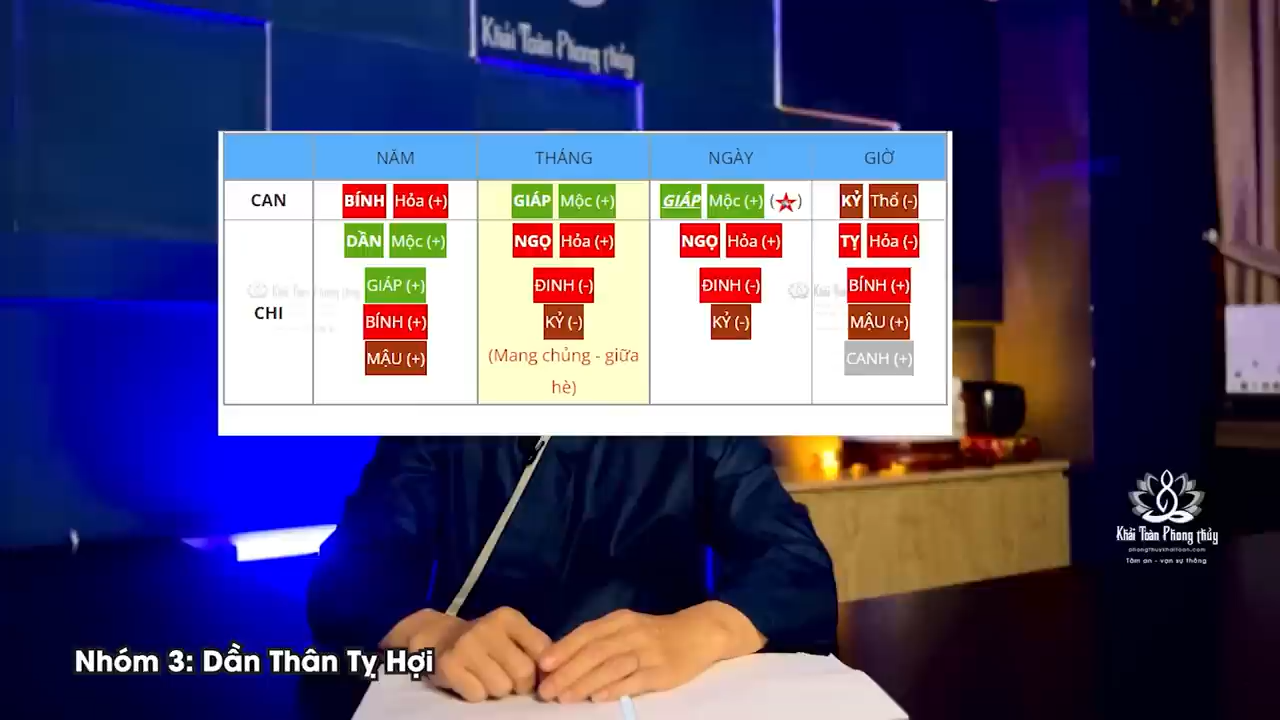 Khải Toàn Phong thủy
NĂM THÁNG NGÀY GIỜ
CAN BÍNH Hỏa (+) GIÁP Mộc (+) GIÁP Mộc (+) ( ) KỶ Thổ (-)
DẦN Mộc (+) NGỌ Hỏa (+) NGỌ Hỏa (+) TỴ Hỏa (-)
GIÁP (+) ĐINH (-) ĐINH (-) BÍNH (+)
CHI
BÍNH (+) KỶ (-) KỶ (-) MẬU (+)
MẬU (+) (Mang chủng - giữa hè) CANH (+)
Khải Toàn Phong thủy
phongthuykhaitoan.com
Tâm an - vạn sự thông
Nhóm 3: Dần Thân Tỵ Hợi